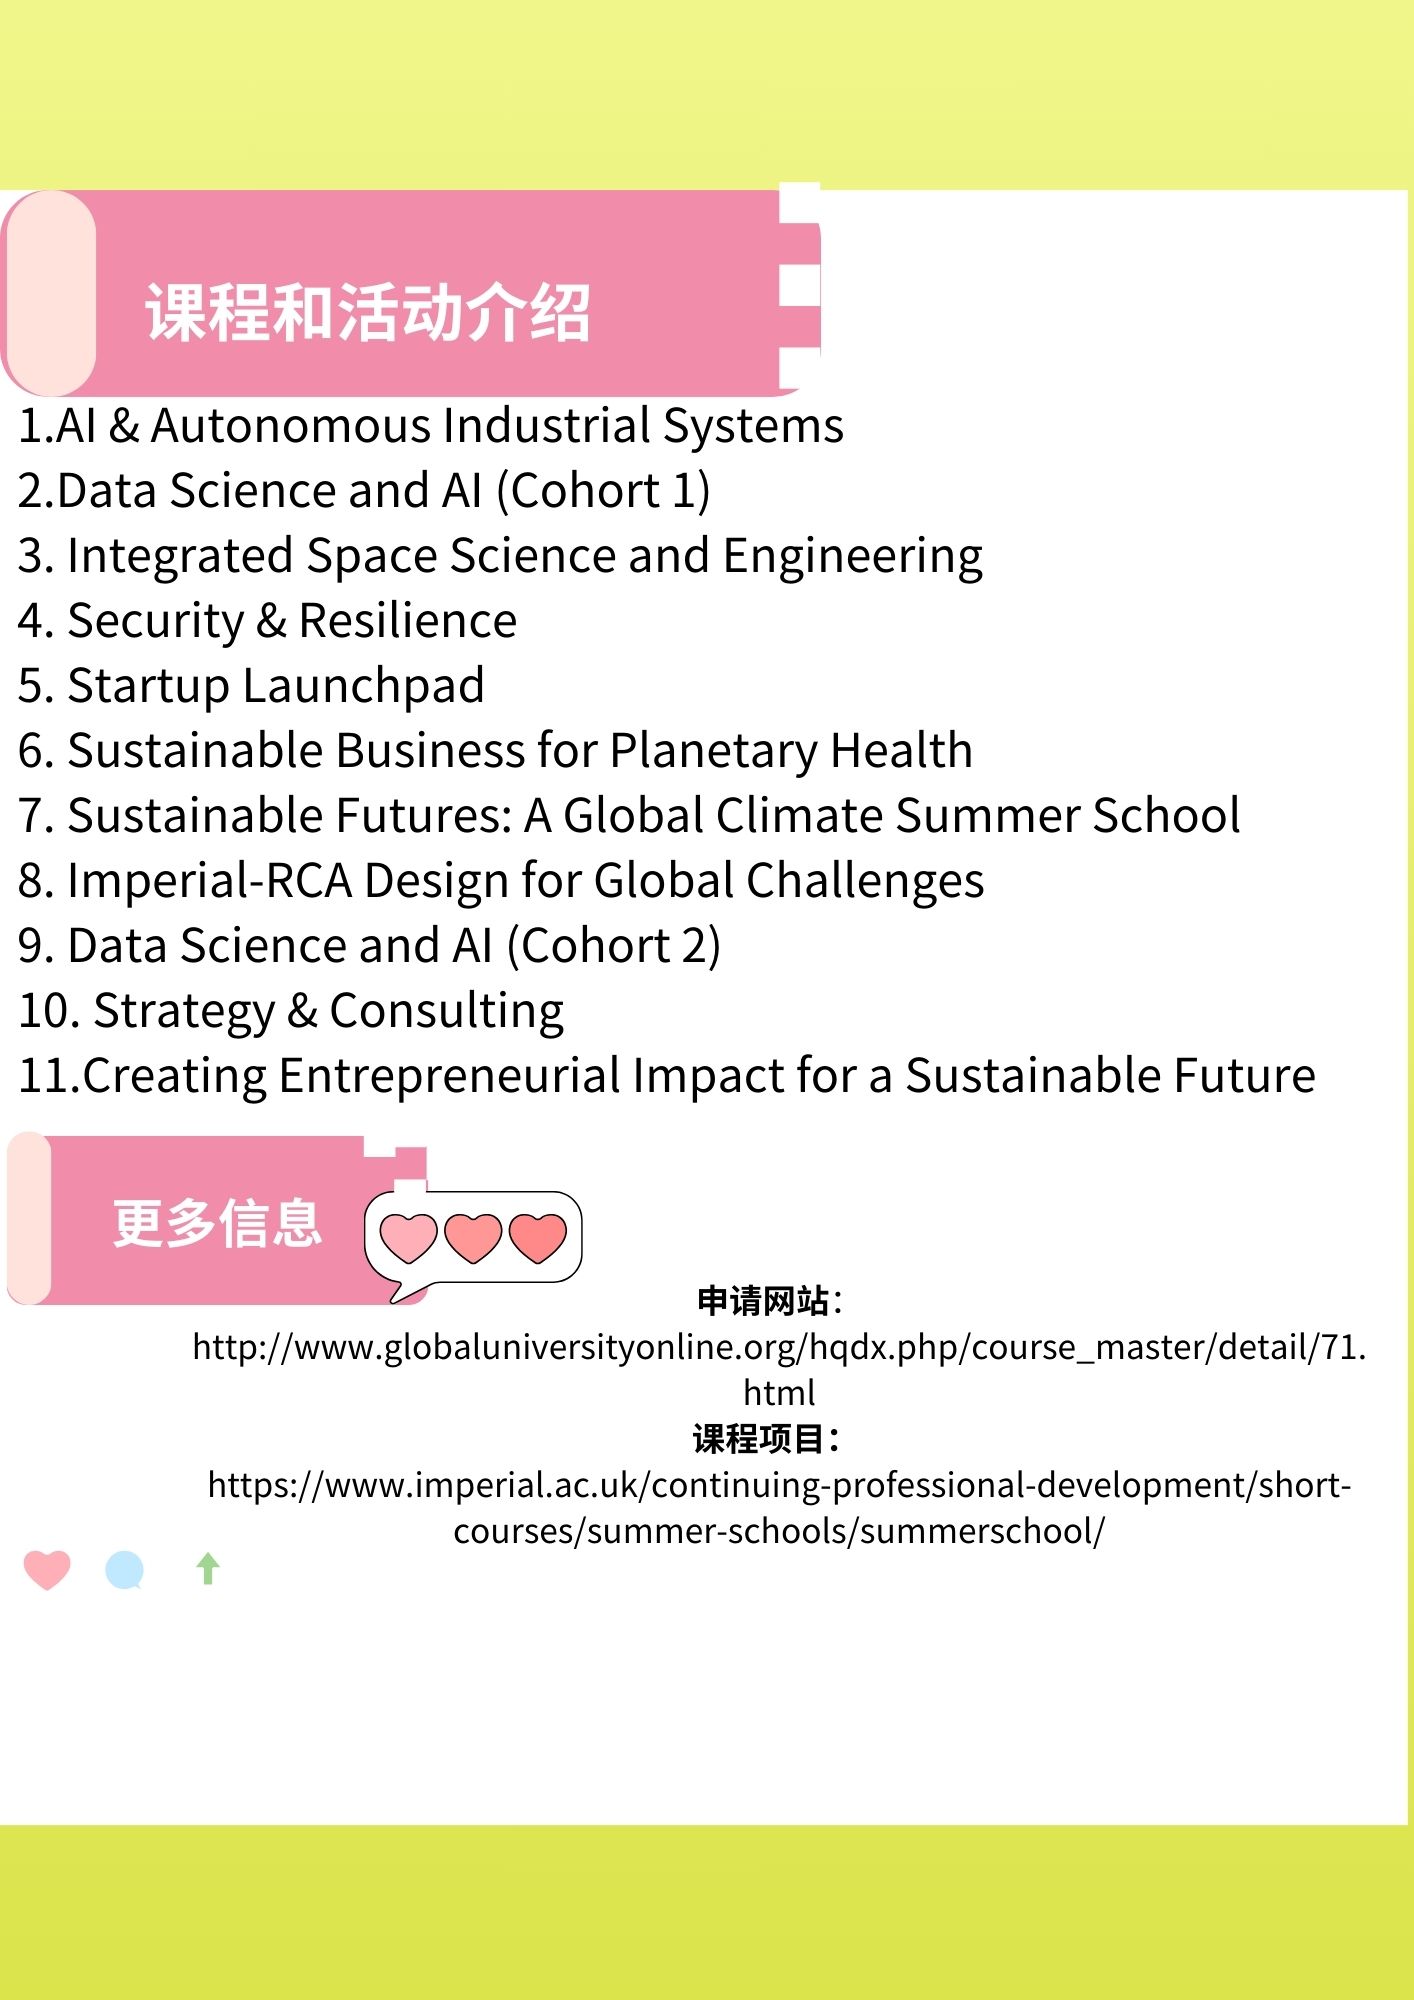 课程和活动介绍
1.AI & Autonomous Industrial Systems
2.Data Science and AI (Cohort 1)
3. Integrated Space Science and Engineering
4. Security & Resilience
5. Startup Launchpad
6. Sustainable Business for Planetary Health
7. Sustainable Futures: A Global Climate Summer School
8. Imperial-RCA Design for Global Challenges
9. Data Science and AI (Cohort 2)
10. Strategy & Consulting
11.Creating Entrepreneurial Impact for a Sustainable Future
更多信息
申请网站：
http://www.globaluniversityonline.org/hqdx.php/course_master/detail/71.
html
课程项目：
https://www.imperial.ac.uk/continuing-professional-development/short-
courses/summer-schools/summerschool/